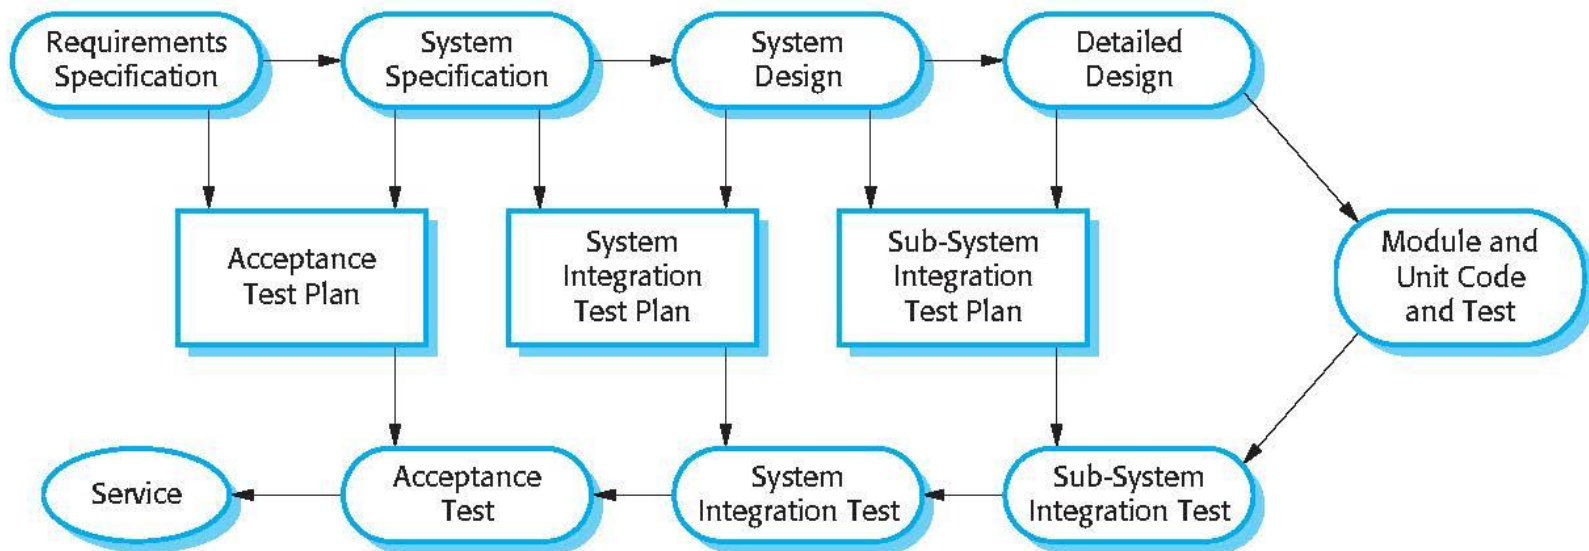 Requirements
Specification
System
Specification
System
Design
Detailed
Design
Acceptance
Test Plan
System
Integration
Test Plan
Sub-System
Integration
Test Plan
Module and
Unit Code
and Test
Service
Acceptance
Test
System
Integration Test
Sub-System
Integration Test